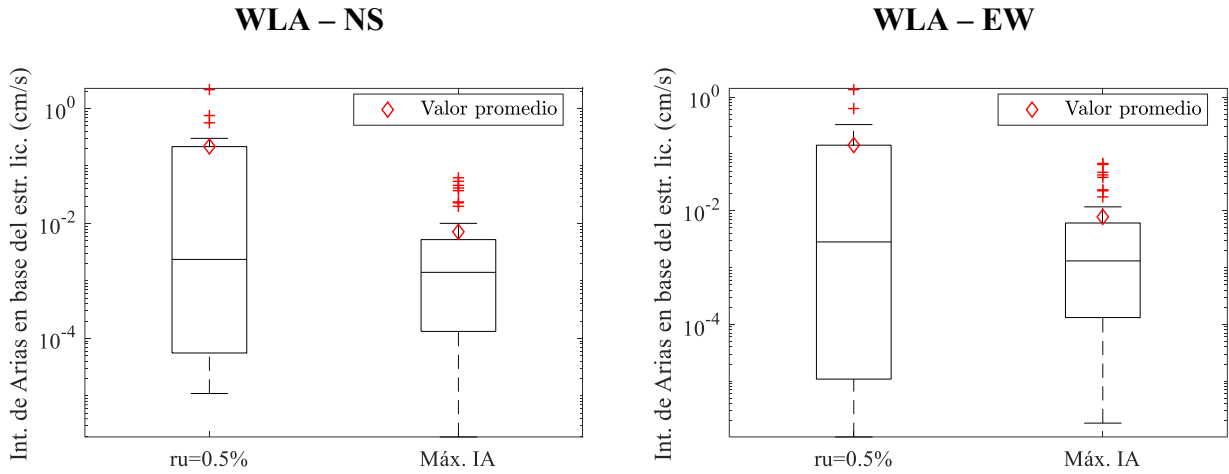 WLA – NS
Int. de Arias en base del estr. lic. (cm/s)
10^0
10^-2
10^-4
Valor promedio
ru=0.5%
Máx. IA
WLA – EW
Int. de Arias en base del estr. lic. (cm/s)
10^0
10^-2
10^-4
Valor promedio
ru=0.5%
Máx. IA